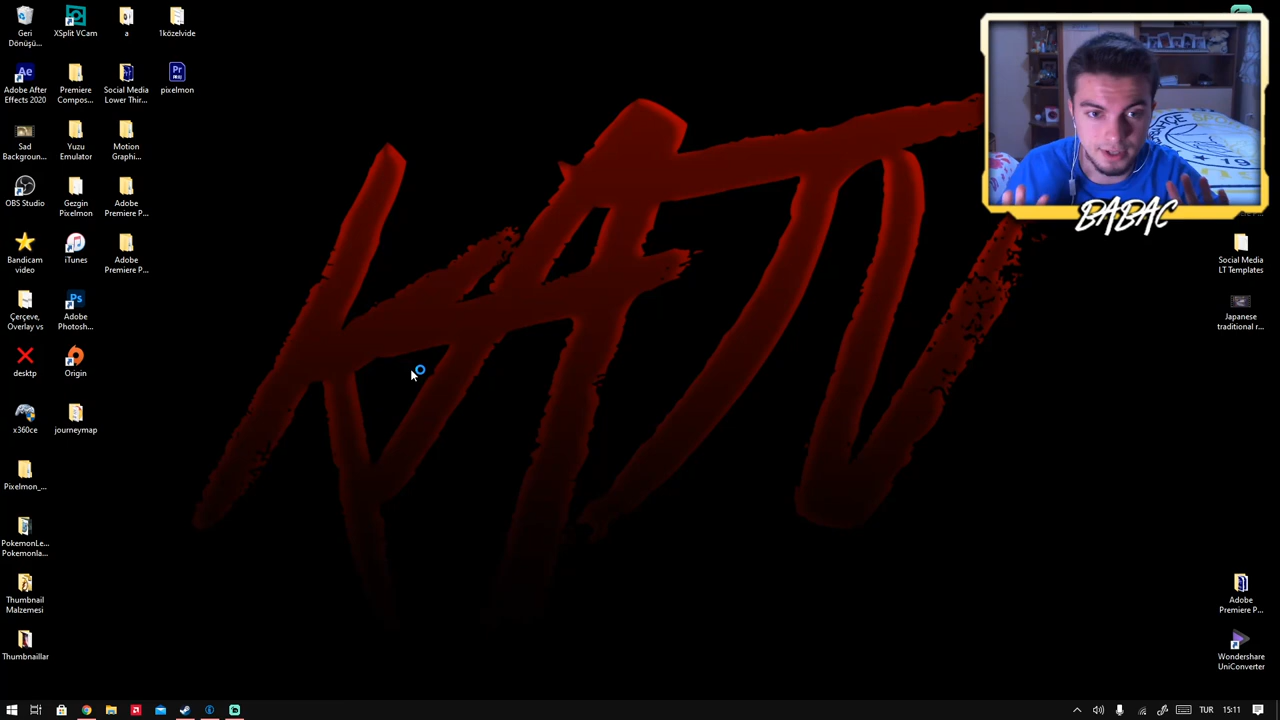 Geri
Dönüşü...
XSplit VCam
a
1közelvide
Adobe After
Effects 2020
Premiere
Compos...
Social Media
Lower Thir...
pixelmon
Sad
Backgroun...
Yuzu
Emulator
Motion
Graphi...
OBS Studio
Gezgin
Pixelmon
Adobe
Premiere P...
Bandicam
video
iTunes
Adobe
Premiere P...
Çerçeve,
Overlay vs
Adobe
Photosh...
desktp
Origin
x360ce
journeymap
Pixelmon_...
PokemonLe...
Pokemonla...
Thumbnail
Malzemesi
Thumbnaillar
KATV
BABAC
Social Media
LT Templates
Japanese
traditional r...
Adobe
Premiere P...
Wondershare
UniConverter
TUR
15:11